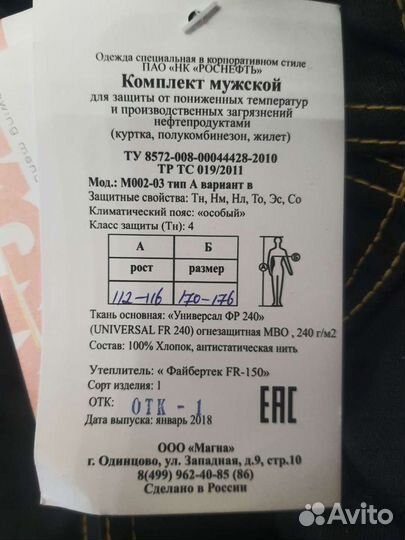 Одежда специальная в корпоративном стиле
ПАО «НК «РОСНЕФТЬ»
Комплект мужской
для защиты от пониженных температур
и производственных загрязнений
нефтепродуктами
(куртка, полукомбинезон, жилет)
ТУ 8572-008-00044428-2010
ТР ТС 019/2011
Мод.: М002-03 тип А вариант в
Защитные свойства: Тн, Нм, Нл, То, Эс, Со
Климатический пояс: «особый»
Класс защиты (Тн): 4
А Б
рост размер
112-116 170-176
А Б
Ткань основная: «Универсал ФР 240»
(UNIVERSAL FR 240) огнезащитная МВО , 240 г/м2
Состав: 100% Хлопок, антистатическая нить
Утеплитель: « Файбертек FR-150»
Сорт изделия: 1
ОТК: ОТК - 1
Дата выпуска: январь 2018
ЕАС
ООО «Магна»
г. Одинцово, ул. Западная, д.9, стр.10
8(499) 962-40-85 (86)
Сделано в России
Avito